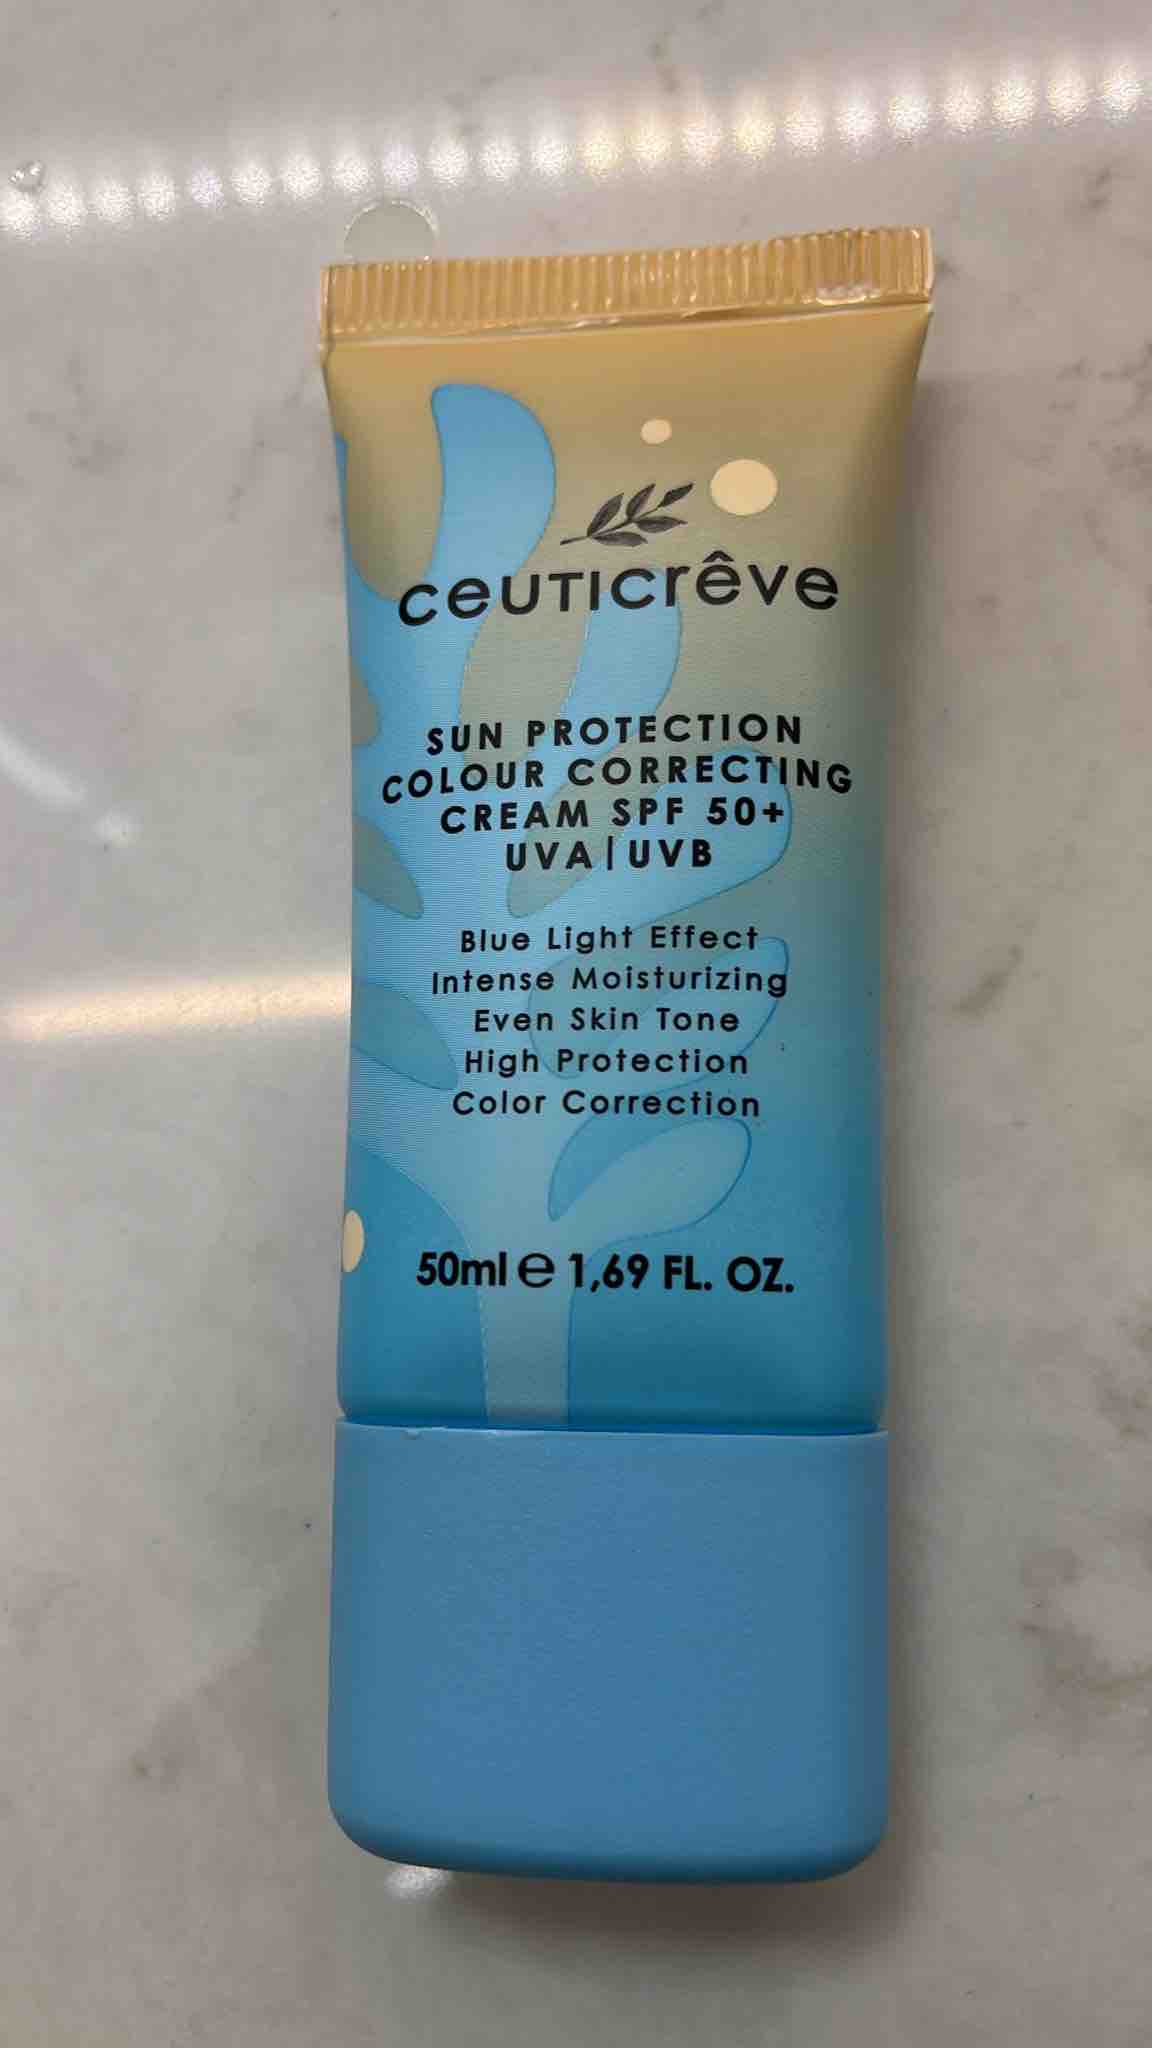 ceuticrêve
SUN PROTECTION
COLOUR CORRECTING
CREAM SPF 50+
UVA|UVB
Blue Light Effect
Intense Moisturizing
Even Skin Tone
High Protection
Color Correction
50ml e 1,69 FL. OZ.